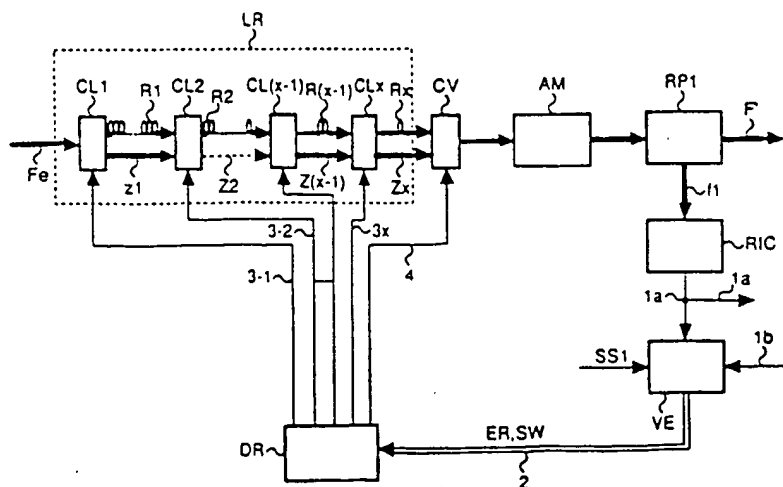 LR
CL1 R1 CL2 R2 CL(x-1) R(x-1) CLx Rx CV AM RP1 F
Fe z1 Z2 Z(x-1) Zx f1
RIC
3-1 3-2 3x 4
1a 1a
SS1 1b
VE
ER,SW
DR 2